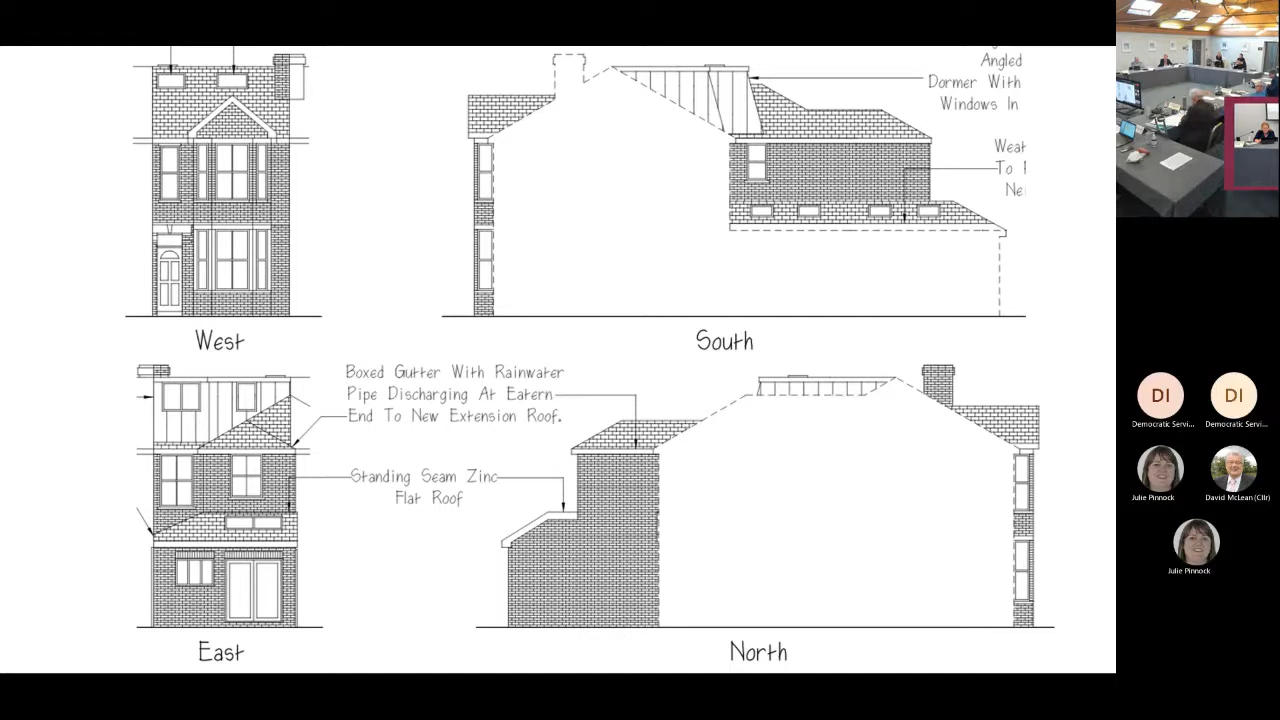 Angled
Dormer With
Windows In
To
West
South
Boxed Gutter With Rainwater
Pipe Discharging At Eatern
End To New Extension Roof.
Standing Seam Zinc
Flat Roof
East
North
DI
DI
Democratic Servi...
Democratic Servi...
Julie Pinnock
David McLean (Cllr)
Julie Pinnock